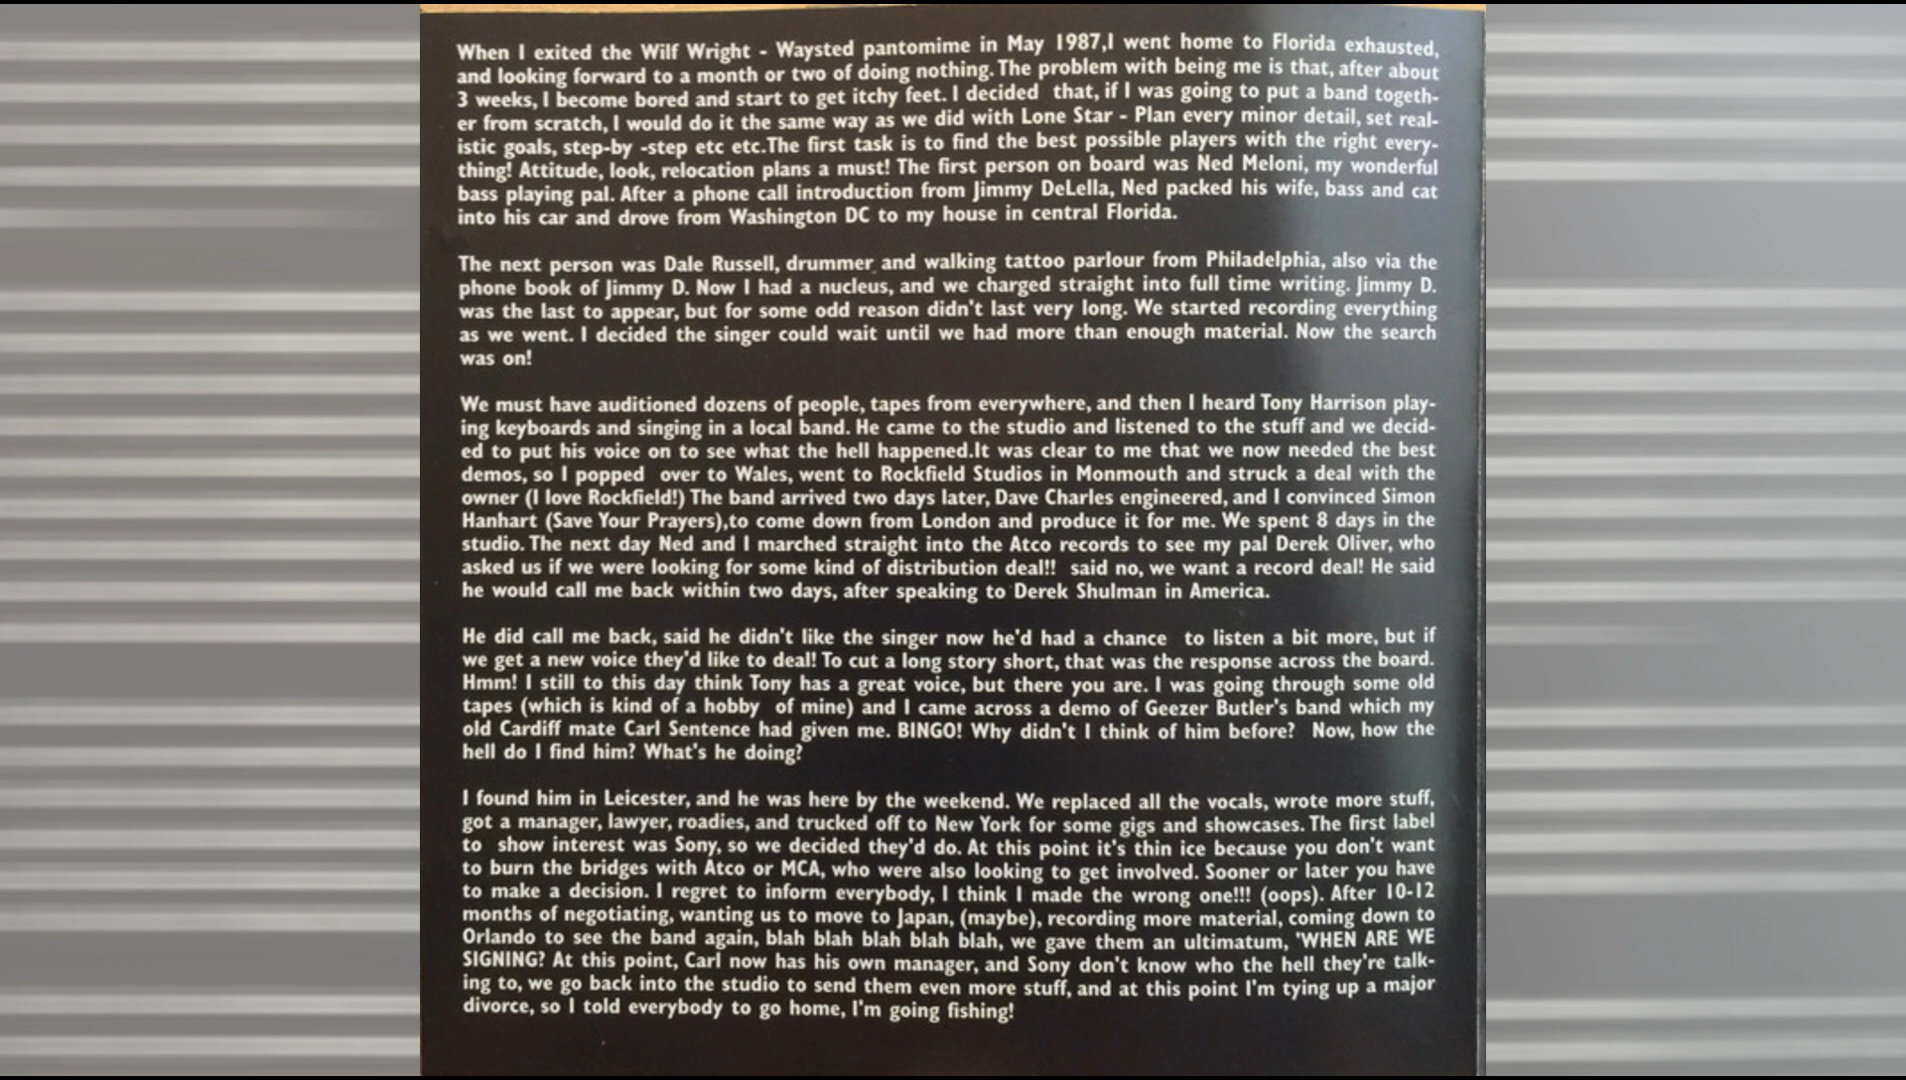 When I exited the Wilf Wright - Waysted pantomime in May 1987,I went home to Florida exhausted,
and looking forward to a month or two of doing nothing. The problem with being me is that, after about
3 weeks, I become bored and start to get itchy feet. I decided that, if I was going to put a band togeth-
er from scratch, I would do it the same way as we did with Lone Star - Plan every minor detail, set real-
istic goals, step-by -step etc etc.The first task is to find the best possible players with the right every-
thing! Attitude, look, relocation plans a must! The first person on board was Ned Meloni, my wonderful
bass playing pal. After a phone call introduction from Jimmy DeLella, Ned packed his wife, bass and cat
into his car and drove from Washington DC to my house in central Florida.
The next person was Dale Russell, drummer and walking tattoo parlour from Philadelphia, also via the
phone book of Jimmy D. Now I had a nucleus, and we charged straight into full time writing. Jimmy D.
was the last to appear, but for some odd reason didn't last very long. We started recording everything
as we went. I decided the singer could wait until we had more than enough material. Now the search
was on!
We must have auditioned dozens of people, tapes from everywhere, and then I heard Tony Harrison play-
ing keyboards and singing in a local band. He came to the studio and listened to the stuff and we decid-
ed to put his voice on to see what the hell happened.It was clear to me that we now needed the best
demos, so I popped over to Wales, went to Rockfield Studios in Monmouth and struck a deal with the
owner (I love Rockfield!) The band arrived two days later, Dave Charles engineered, and I convinced Simon
Hanhart (Save Your Prayers),to come down from London and produce it for me. We spent 8 days in the
studio. The next day Ned and I marched straight into the Atco records to see my pal Derek Oliver, who
asked us if we were looking for some kind of distribution deal!! said no, we want a record deal! He said
he would call me back within two days, after speaking to Derek Shulman in America.
He did call me back, said he didn't like the singer now he'd had a chance to listen a bit more, but if
we get a new voice they'd like to deal! To cut a long story short, that was the response across the board.
Hmm! I still to this day think Tony has a great voice, but there you are. I was going through some old
tapes (which is kind of a hobby of mine) and I came across a demo of Geezer Butler's band which my
old Cardiff mate Carl Sentence had given me. BINGO! Why didn't I think of him before? Now, how the
hell do I find him? What's he doing?
I found him in Leicester, and he was here by the weekend. We replaced all the vocals, wrote more stuff,
got a manager, lawyer, roadies, and trucked off to New York for some gigs and showcases. The first label
to show interest was Sony, so we decided they'd do. At this point it's thin ice because you don't want
to burn the bridges with Atco or MCA, who were also looking to get involved. Sooner or later you have
to make a decision. I regret to inform everybody, I think I made the wrong one!!! (oops). After 10-12
months of negotiating, wanting us to move to Japan, (maybe), recording more material, coming down to
Orlando to see the band again, blah blah blah blah blah, we gave them an ultimatum, 'WHEN ARE WE
SIGNING? At this point, Carl now has his own manager, and Sony don't know who the hell they're talk-
ing to, we go back into the studio to send them even more stuff, and at this point I'm tying up a major
divorce, so I told everybody to go home, I'm going fishing!